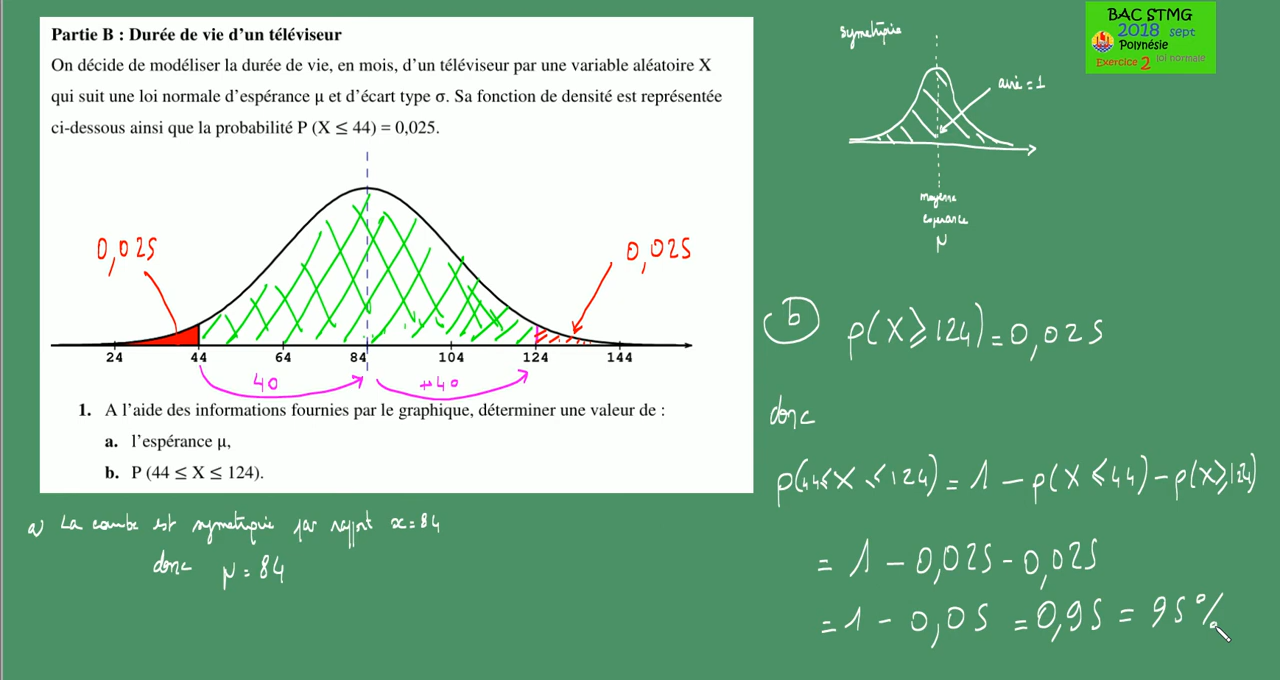 Partie B : Durée de vie d'un téléviseur
On décide de modéliser la durée de vie, en mois, d'un téléviseur par une variable aléatoire X
qui suit une loi normale d'espérance μ et d'écart type σ. Sa fonction de densité est représentée
ci-dessous ainsi que la probabilité P (X ≤ 44) = 0,025.
0,025
0,025
24 44 64 84 104 124 144
40
+40
1. A l'aide des informations fournies par le graphique, déterminer une valeur de :
a. l'espérance μ,
b. P (44 ≤ X ≤ 124).
a) La courbe est symetrique par rapport x = 84
donc μ = 84
BAC STMG
2018 sept
Polynésie
Exercice 2 loi normale
symetrique
aire = 1
moyenne
esperance
μ
b
p(X ≥ 124) = 0,025
donc
p(44 ≤ X ≤ 124) = 1 - p(X ≤ 44) - p(X ≥ 124)
= 1 - 0,025 - 0,025
= 1 - 0,05 = 0,95 = 95%